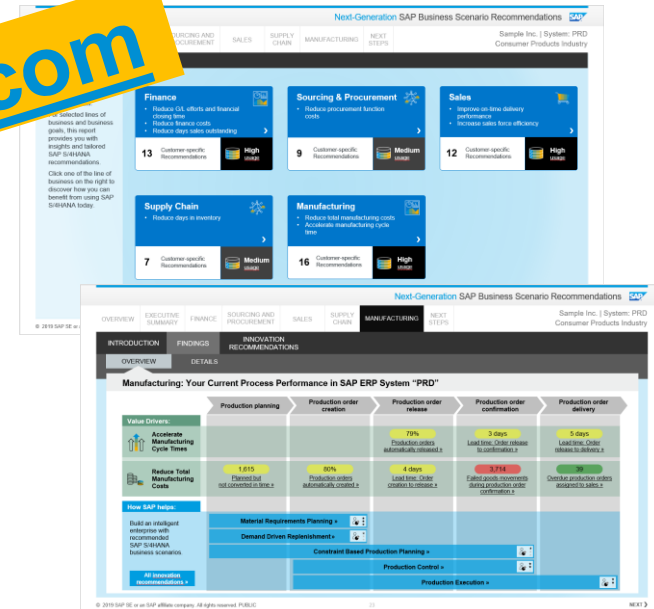 com
Next-Generation SAP Business Scenario Recommendations SAP
SALES
SUPPLY
CHAIN
MANUFACTURING
NEXT
STEPS
Sample Inc. | System: PRD
Consumer Products Industry
business and business
goals, this report
provides you with
insights and tailored
SAP S/4HANA
recommendations.
Click one of the line of
business on the right to
discover how you can
benefit from using SAP
S/4HANA today.
Finance
• Reduce G/L efforts and financial
closing time
• Reduce finance costs
• Reduce days sales outstanding
13 Customer-specific
Recommendations
High
usage
Sourcing & Procurement
• Reduce procurement function
costs
9 Customer-specific
Recommendations
Medium
usage
Sales
• Improve on-time delivery
performance
• Increase sales force efficiency
12 Customer-specific
Recommendations
High
usage
Supply Chain
• Reduce days in inventory
7 Customer-specific
Recommendations
Medium
usage
Manufacturing
• Reduce total manufacturing costs
• Accelerate manufacturing cycle
time
16 Customer-specific
Recommendations
High
usage
© 2019 SAP SE or
Next-Generation SAP Business Scenario Recommendations SAP
OVERVIEW
EXECUTIVE
SUMMARY
FINANCE
SOURCING AND
PROCUREMENT
SALES
SUPPLY
CHAIN
MANUFACTURING
NEXT
STEPS
Sample Inc. | System: PRD
Consumer Products Industry
INTRODUCTION
FINDINGS
INNOVATION
RECOMMENDATIONS
OVERVIEW
DETAILS
Manufacturing: Your Current Process Performance in SAP ERP System “PRD”
Production planning
Production order
creation
Production order
release
Production order
confirmation
Production order
delivery
Value Drivers:
Accelerate
Manufacturing
Cycle Times
79%
Production orders
automatically released »
3 days
Lead time: Order release
to confirmation »
5 days
Lead time: Order
release to delivery »
Reduce Total
Manufacturing
Costs
1,615
Planned but
not converted in time »
80%
Production orders
automatically created »
4 days
Lead time: Order
creation to release »
3,714
Failed goods movements
during production order
confirmation »
39
Overdue production orders
assigned to sales »
How SAP helps:
Build an intelligent
enterprise with
recommended
SAP S/4HANA
business scenarios.
All innovation
recommendations »
Material Requirements Planning »
Demand Driven Replenishment»
Constraint Based Production Planning »
Production Control »
Production Execution »
© 2019 SAP SE or an SAP affiliate company. All rights reserved. PUBLIC
NEXT ❯